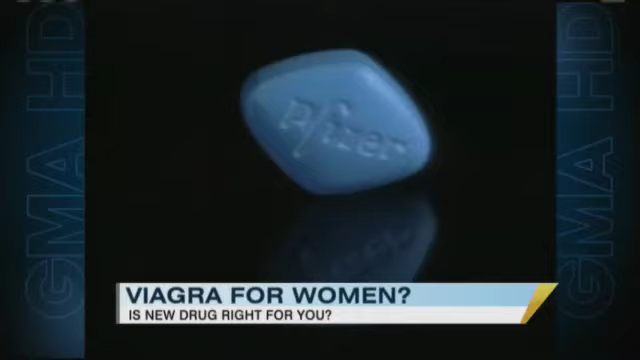 GMA HD
Pfizer
GMA HD
VIAGRA FOR WOMEN?
IS NEW DRUG RIGHT FOR YOU?